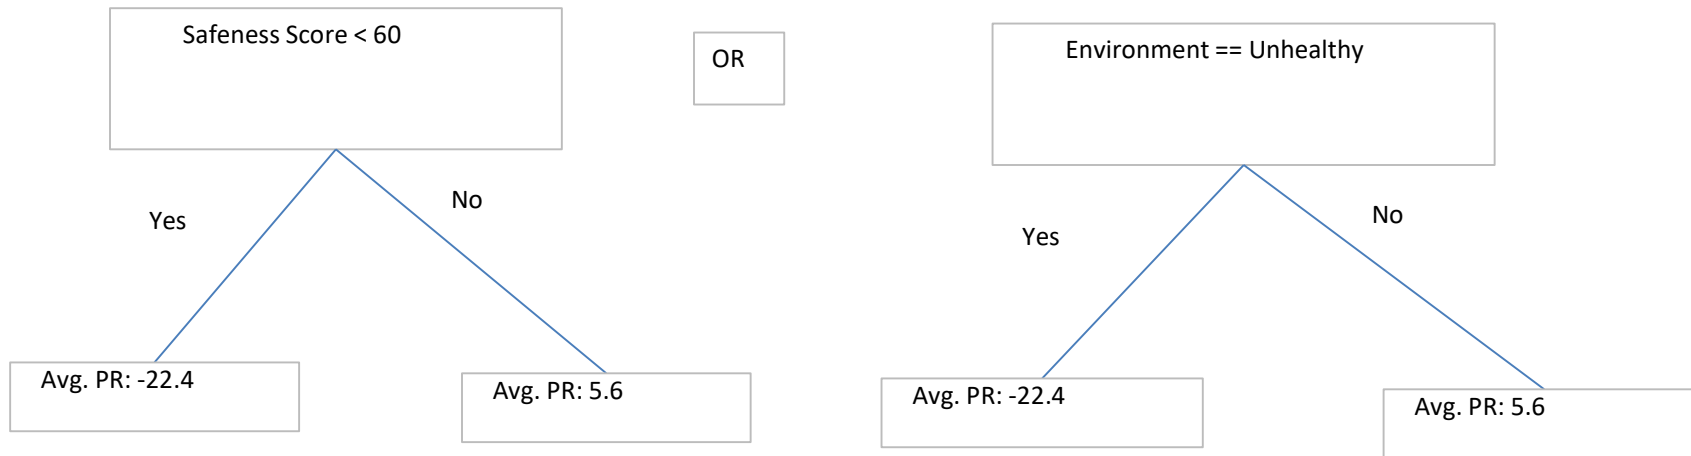 Safeness Score < 60
OR
Environment == Unhealthy
Yes
No
Yes
No
Avg. PR: -22.4
Avg. PR: 5.6
Avg. PR: -22.4
Avg. PR: 5.6